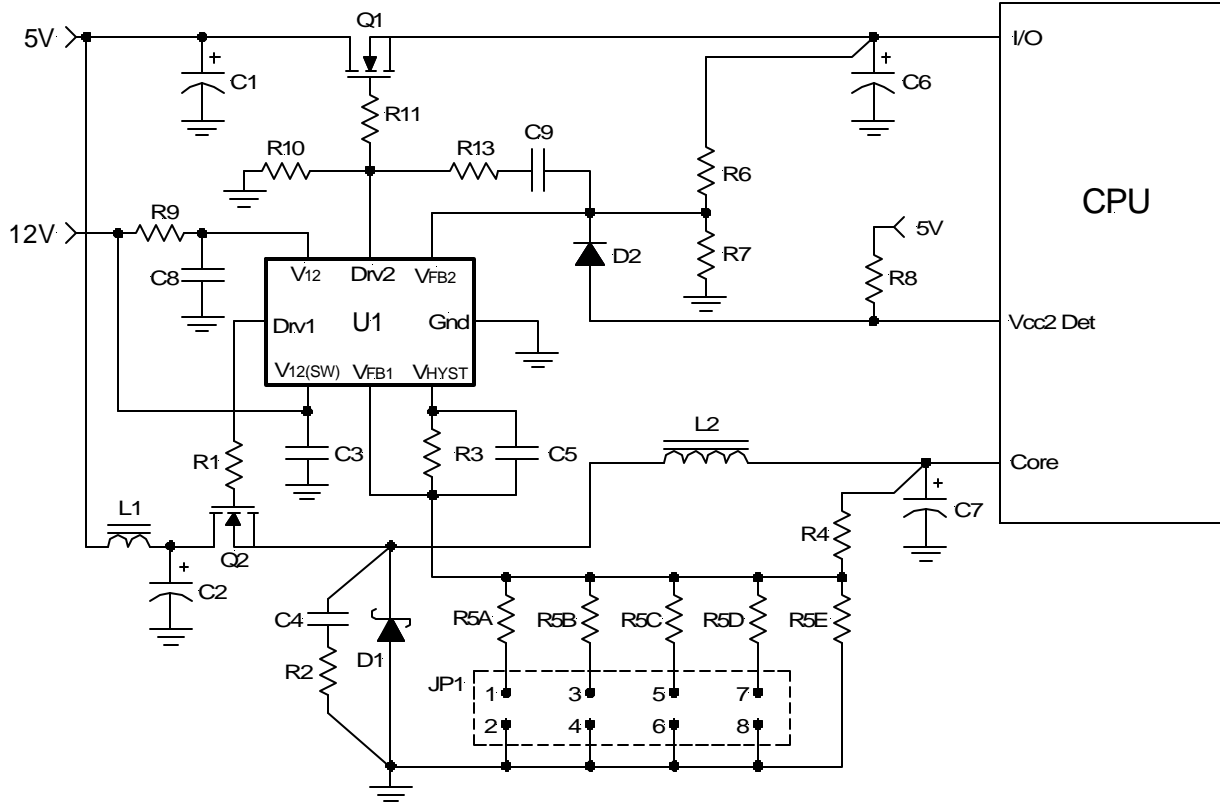 Q1
5V
I/O
C1
C6
R11
C9
R10
R13
R6
CPU
R9
5V
12V
V12
Drv2
VFB2
D2
R7
C8
R8
U1
Drv1
Gnd
Vcc2 Det
V12(SW)
VFB1
VHYST
L2
R1
C3
R3
C5
Core
L1
C7
Q2
R4
C2
C4
R5A
R5B
R5C
R5D
R5E
D1
R2
JP1
1
3
5
7
2
4
6
8